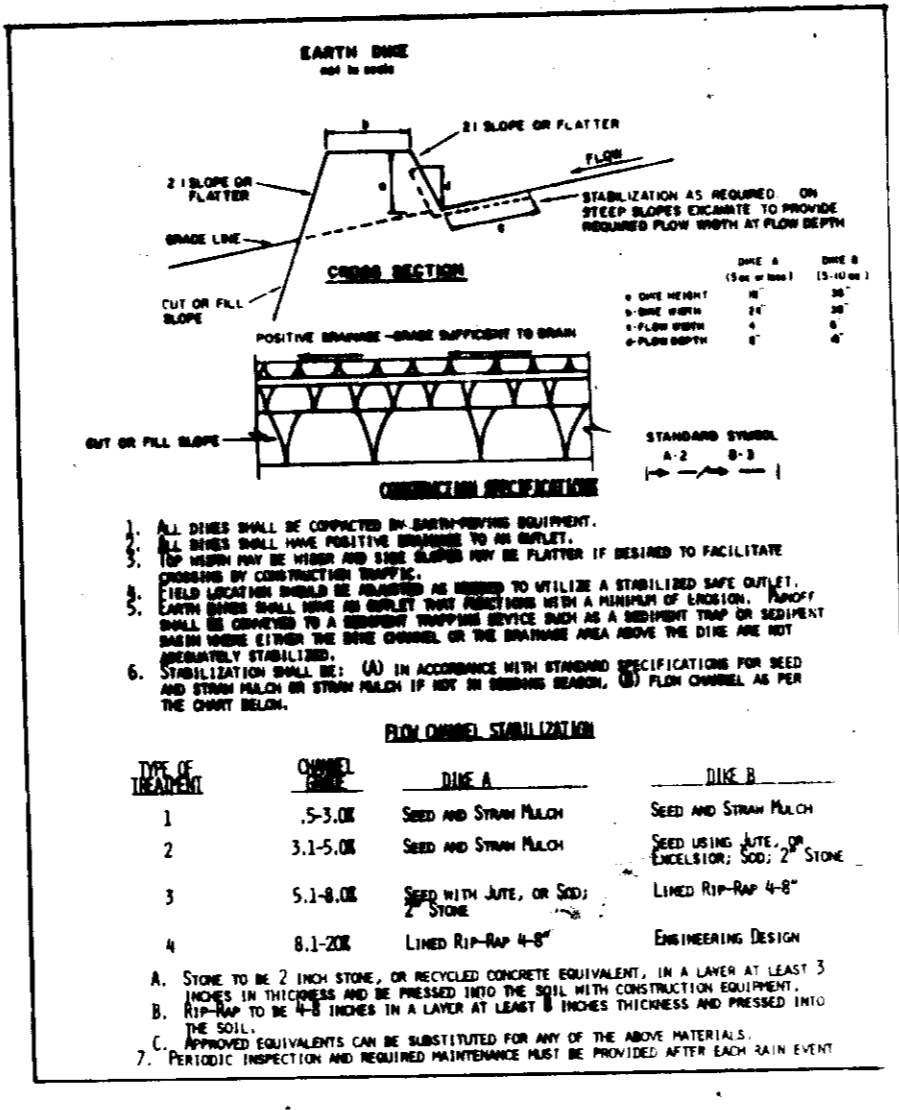 EARTH DIKE
not to scale
b
2:1 SLOPE OR FLATTER
FLOW
2:1 SLOPE OR
FLATTER
a
d
STABILIZATION AS REQUIRED. ON
STEEP SLOPES EXCAVATE TO PROVIDE
REQUIRED FLOW WIDTH AT FLOW DEPTH
c
GRADE LINE
CROSS SECTION
CUT OR FILL
SLOPE
DIKE A DIKE B
(5 ac or less) (5-10 ac)
a-DIKE HEIGHT 36"
b-DIKE WIDTH 24" 36"
c-FLOW WIDTH 4 6
d-FLOW DEPTH 8"
POSITIVE DRAINAGE-GRADE SUFFICIENT TO DRAIN
CUT OR FILL SLOPE
STANDARD SYMBOL
A-2 B-3
CONSTRUCTION SPECIFICATIONS
1. ALL DIKES SHALL BE COMPACTED BY EARTH-MOVING EQUIPMENT.
2. ALL DIKES SHALL HAVE POSITIVE DRAINAGE TO AN OUTLET.
3. TOP WIDTH MAY BE WIDER AND SIDE SLOPES MAY BE FLATTER IF DESIRED TO FACILITATE
CROSSING BY CONSTRUCTION TRAFFIC.
4. FIELD LOCATION SHOULD BE ADJUSTED AS NEEDED TO UTILIZE A STABILIZED SAFE OUTLET.
5. EARTH DIKES SHALL HAVE AN OUTLET THAT FUNCTIONS WITH A MINIMUM OF EROSION. RUNOFF
SHALL BE CONVEYED TO A SEDIMENT TRAPPING DEVICE SUCH AS A SEDIMENT TRAP OR SEDIMENT
BASIN WHERE EITHER THE DIKE CHANNEL OR THE DRAINAGE AREA ABOVE THE DIKE ARE NOT
ADEQUATELY STABILIZED.
6. STABILIZATION SHALL BE: (A) IN ACCORDANCE WITH STANDARD SPECIFICATIONS FOR SEED
AND STRAW MULCH OR STRAW MULCH IF NOT IN SEEDING SEASON, (B) FLOW CHANNEL AS PER
THE CHART BELOW.
FLOW CHANNEL STABILIZATION
TYPE OF TREATMENT CHANNEL GRADE DIKE A DIKE B
1 .5-3.0% SEED AND STRAW MULCH SEED AND STRAW MULCH
2 3.1-5.0% SEED AND STRAW MULCH SEED USING JUTE, OR
EXCELSIOR; SOD; 2" STONE
3 5.1-8.0% SEED WITH JUTE, OR SOD; LINED RIP-RAP 4-8"
2" STONE
4 8.1-20% LINED RIP-RAP 4-8" ENGINEERING DESIGN
A. STONE TO BE 2 INCH STONE, OR RECYCLED CONCRETE EQUIVALENT, IN A LAYER AT LEAST 3
INCHES IN THICKNESS AND BE PRESSED INTO THE SOIL WITH CONSTRUCTION EQUIPMENT.
B. RIP-RAP TO BE 4-8 INCHES IN A LAYER AT LEAST 8 INCHES THICKNESS AND PRESSED INTO
THE SOIL.
C. APPROVED EQUIVALENTS CAN BE SUBSTITUTED FOR ANY OF THE ABOVE MATERIALS.
7. PERIODIC INSPECTION AND REQUIRED MAINTENANCE MUST BE PROVIDED AFTER EACH RAIN EVENT